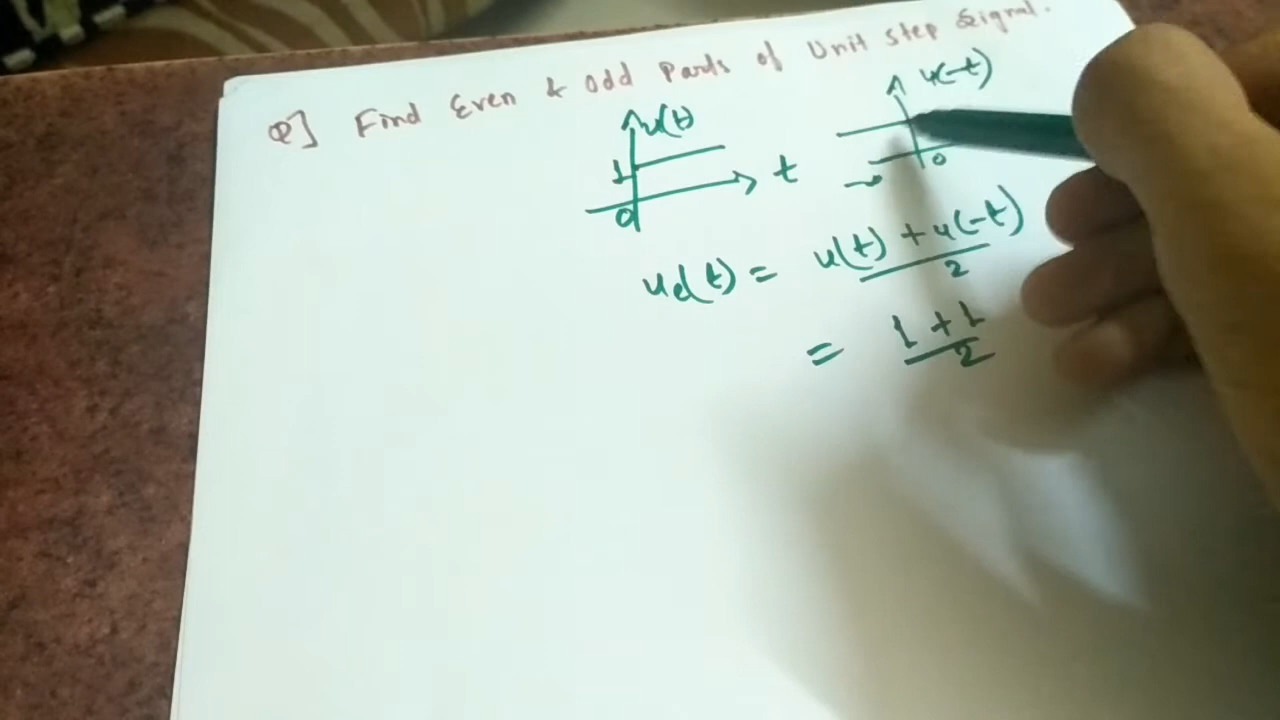 Q] Find Even & Odd Parts of Unit Step Signal.
u(t) u(-t)
1 t
0 0
ue(t) = u(t) + u(-t) / 2
= 1 + 1 / 2